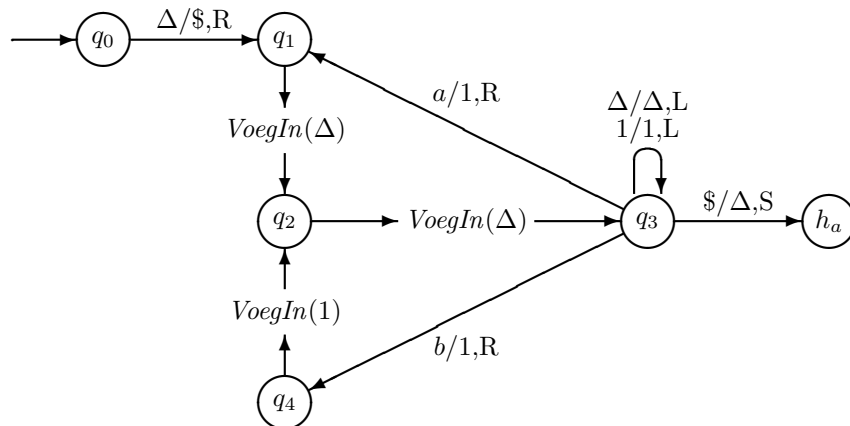 q₀
Δ/$,R
q₁
a/1,R
Δ/Δ,L
1/1,L
VoegIn(Δ)
q₂
VoegIn(Δ)
q₃
$/Δ,S
hₐ
VoegIn(1)
b/1,R
q₄